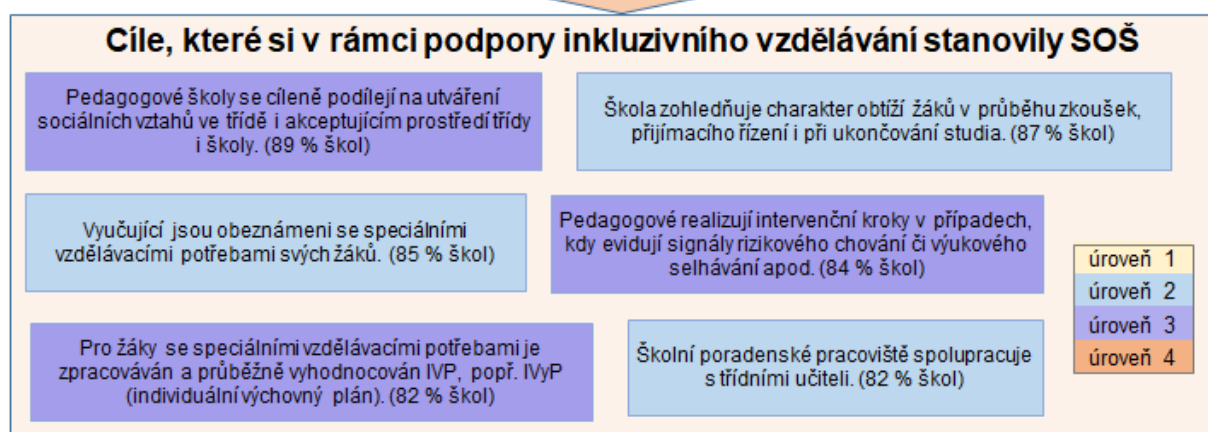 Cíle, které si v rámci podpory inkluzivního vzdělávání stanovily SOŠ
Pedagogové školy se cíleně podílejí na utváření
sociálních vztahů ve třídě i akceptujícím prostředí třídy
i školy. (89 % škol)
Škola zohledňuje charakter obtíží žáků v průběhu zkoušek,
přijímacího řízení i při ukončování studia. (87 % škol)
Vyučující jsou obeznámeni se speciálními
vzdělávacími potřebami svých žáků. (85 % škol)
Pedagogové realizují intervenční kroky v případech,
kdy evidují signály rizikového chování či výukového
selhávání apod. (84 % škol)
Pro žáky se speciálními vzdělávacími potřebami je
zpracováván a průběžně vyhodnocován IVP, popř. IVyP
(individuální výchovný plán). (82 % škol)
Školní poradenské pracoviště spolupracuje
s třídními učiteli. (82 % škol)
úroveň 1
úroveň 2
úroveň 3
úroveň 4